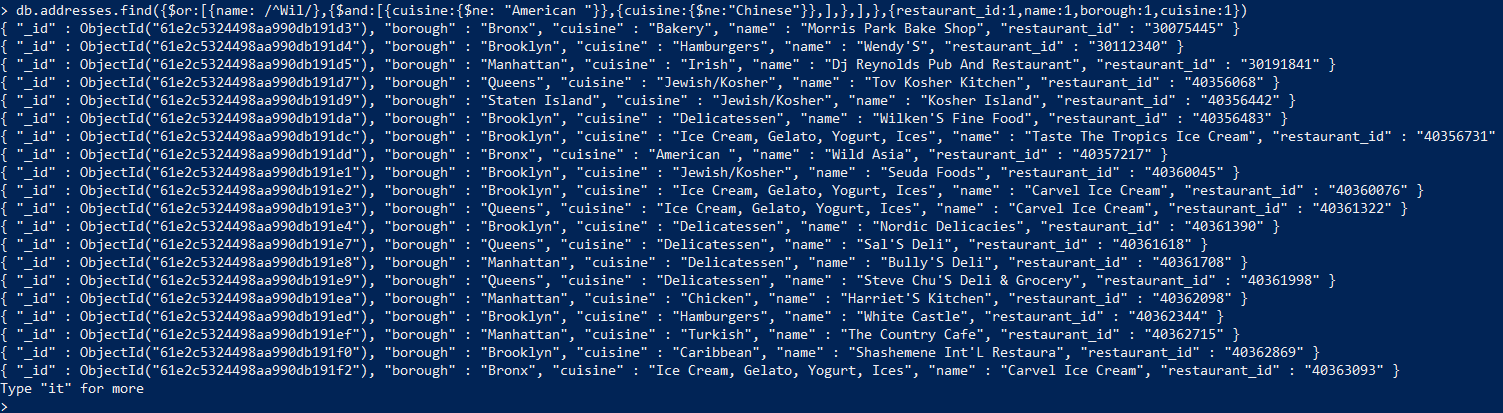 > db.addresses.find({$or:[{name: /^Wil/},{$and:[{cuisine:{$ne: "American "}},{cuisine:{$ne:"Chinese"}},],},],},{restaurant_id:1,name:1,borough:1,cuisine:1})
{ "_id" : ObjectId("61e2c5324498aa990db191d3"), "borough" : "Bronx", "cuisine" : "Bakery", "name" : "Morris Park Bake Shop", "restaurant_id" : "30075445" }
{ "_id" : ObjectId("61e2c5324498aa990db191d4"), "borough" : "Brooklyn", "cuisine" : "Hamburgers", "name" : "Wendy'S", "restaurant_id" : "30112340" }
{ "_id" : ObjectId("61e2c5324498aa990db191d5"), "borough" : "Manhattan", "cuisine" : "Irish", "name" : "Dj Reynolds Pub And Restaurant", "restaurant_id" : "30191841" }
{ "_id" : ObjectId("61e2c5324498aa990db191d7"), "borough" : "Queens", "cuisine" : "Jewish/Kosher", "name" : "Tov Kosher Kitchen", "restaurant_id" : "40356068" }
{ "_id" : ObjectId("61e2c5324498aa990db191d9"), "borough" : "Staten Island", "cuisine" : "Jewish/Kosher", "name" : "Kosher Island", "restaurant_id" : "40356442" }
{ "_id" : ObjectId("61e2c5324498aa990db191da"), "borough" : "Brooklyn", "cuisine" : "Delicatessen", "name" : "Wilken'S Fine Food", "restaurant_id" : "40356483" }
{ "_id" : ObjectId("61e2c5324498aa990db191dc"), "borough" : "Brooklyn", "cuisine" : "Ice Cream, Gelato, Yogurt, Ices", "name" : "Taste The Tropics Ice Cream", "restaurant_id" : "40356731"
{ "_id" : ObjectId("61e2c5324498aa990db191dd"), "borough" : "Bronx", "cuisine" : "American ", "name" : "Wild Asia", "restaurant_id" : "40357217" }
{ "_id" : ObjectId("61e2c5324498aa990db191e1"), "borough" : "Brooklyn", "cuisine" : "Jewish/Kosher", "name" : "Seuda Foods", "restaurant_id" : "40360045" }
{ "_id" : ObjectId("61e2c5324498aa990db191e2"), "borough" : "Brooklyn", "cuisine" : "Ice Cream, Gelato, Yogurt, Ices", "name" : "Carvel Ice Cream", "restaurant_id" : "40360076" }
{ "_id" : ObjectId("61e2c5324498aa990db191e3"), "borough" : "Queens", "cuisine" : "Ice Cream, Gelato, Yogurt, Ices", "name" : "Carvel Ice Cream", "restaurant_id" : "40361322" }
{ "_id" : ObjectId("61e2c5324498aa990db191e4"), "borough" : "Brooklyn", "cuisine" : "Delicatessen", "name" : "Nordic Delicacies", "restaurant_id" : "40361390" }
{ "_id" : ObjectId("61e2c5324498aa990db191e7"), "borough" : "Queens", "cuisine" : "Delicatessen", "name" : "Sal'S Deli", "restaurant_id" : "40361618" }
{ "_id" : ObjectId("61e2c5324498aa990db191e8"), "borough" : "Manhattan", "cuisine" : "Delicatessen", "name" : "Bully'S Deli", "restaurant_id" : "40361708" }
{ "_id" : ObjectId("61e2c5324498aa990db191e9"), "borough" : "Queens", "cuisine" : "Delicatessen", "name" : "Steve Chu'S Deli & Grocery", "restaurant_id" : "40361998" }
{ "_id" : ObjectId("61e2c5324498aa990db191ea"), "borough" : "Manhattan", "cuisine" : "Chicken", "name" : "Harriet'S Kitchen", "restaurant_id" : "40362098" }
{ "_id" : ObjectId("61e2c5324498aa990db191ed"), "borough" : "Brooklyn", "cuisine" : "Hamburgers", "name" : "White Castle", "restaurant_id" : "40362344" }
{ "_id" : ObjectId("61e2c5324498aa990db191ef"), "borough" : "Manhattan", "cuisine" : "Turkish", "name" : "The Country Cafe", "restaurant_id" : "40362715" }
{ "_id" : ObjectId("61e2c5324498aa990db191f0"), "borough" : "Brooklyn", "cuisine" : "Caribbean", "name" : "Shashemene Int'L Restaura", "restaurant_id" : "40362869" }
{ "_id" : ObjectId("61e2c5324498aa990db191f2"), "borough" : "Bronx", "cuisine" : "Ice Cream, Gelato, Yogurt, Ices", "name" : "Carvel Ice Cream", "restaurant_id" : "40363093" }
Type "it" for more
>